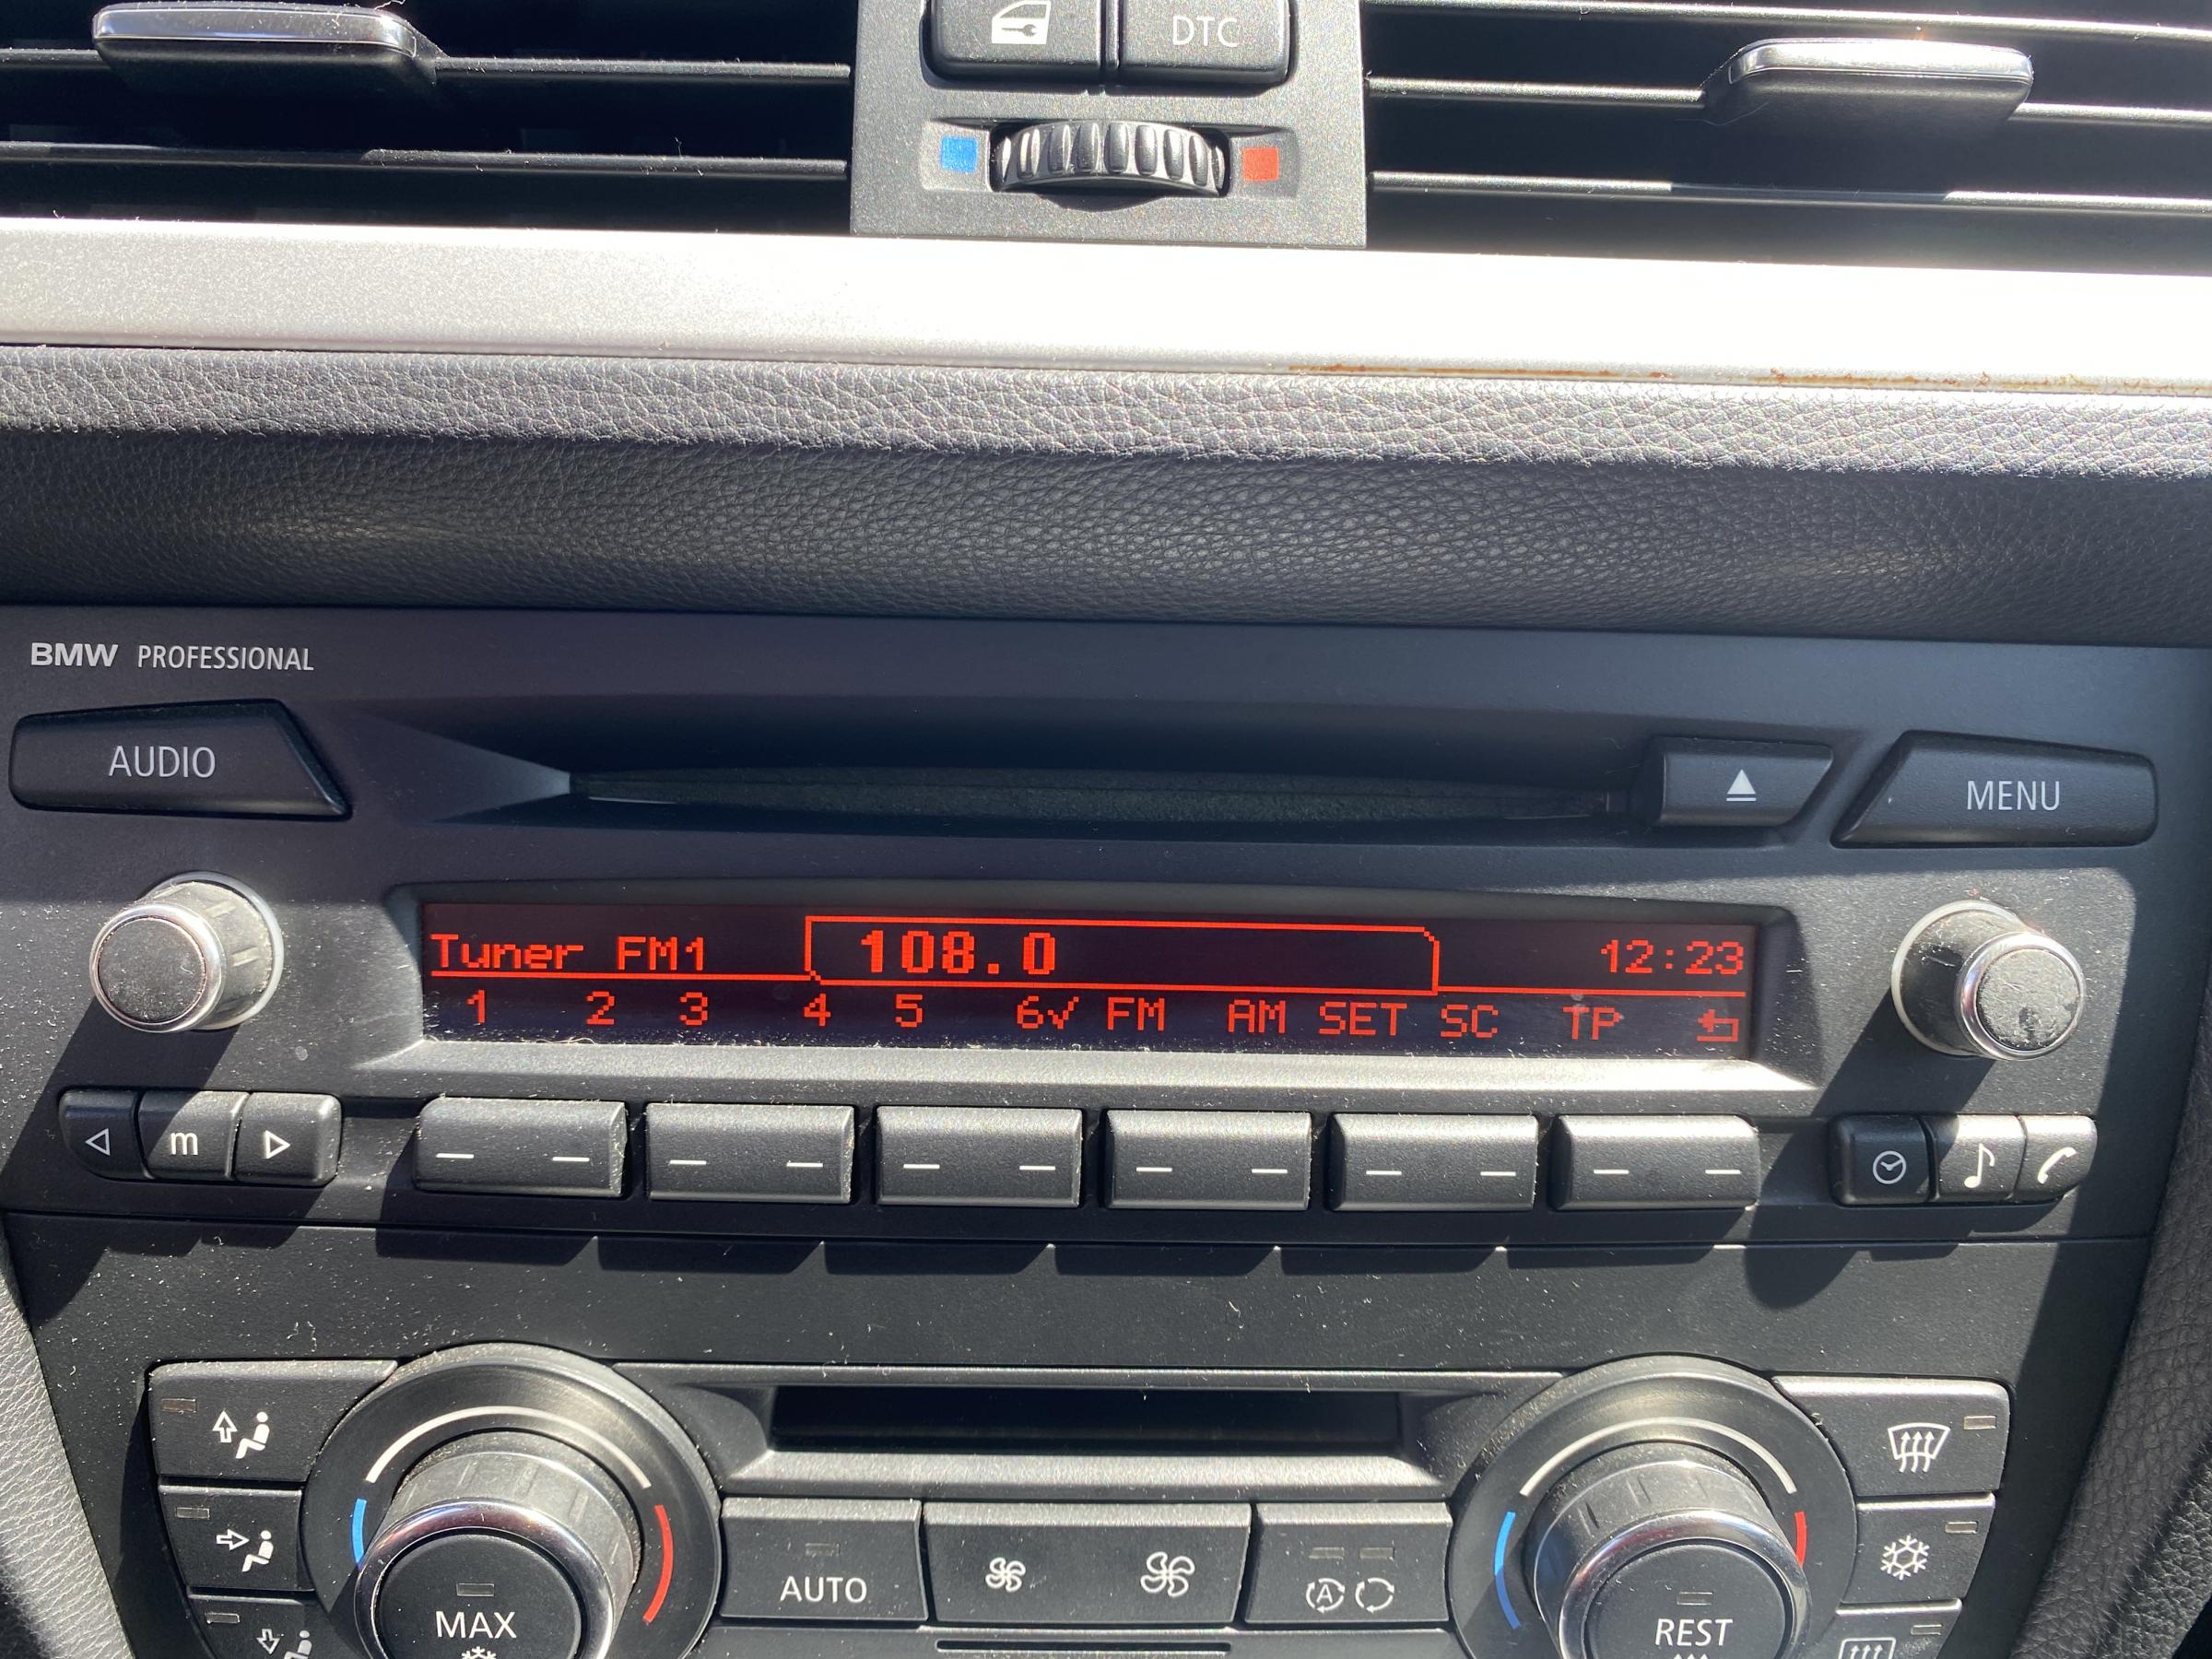 DTC
BMW PROFESSIONAL
AUDIO
MENU
Tuner FM1 108.0 12:23
1 2 3 4 5 6✓ FM AM SET SC TP
m
AUTO
A
MAX
REST